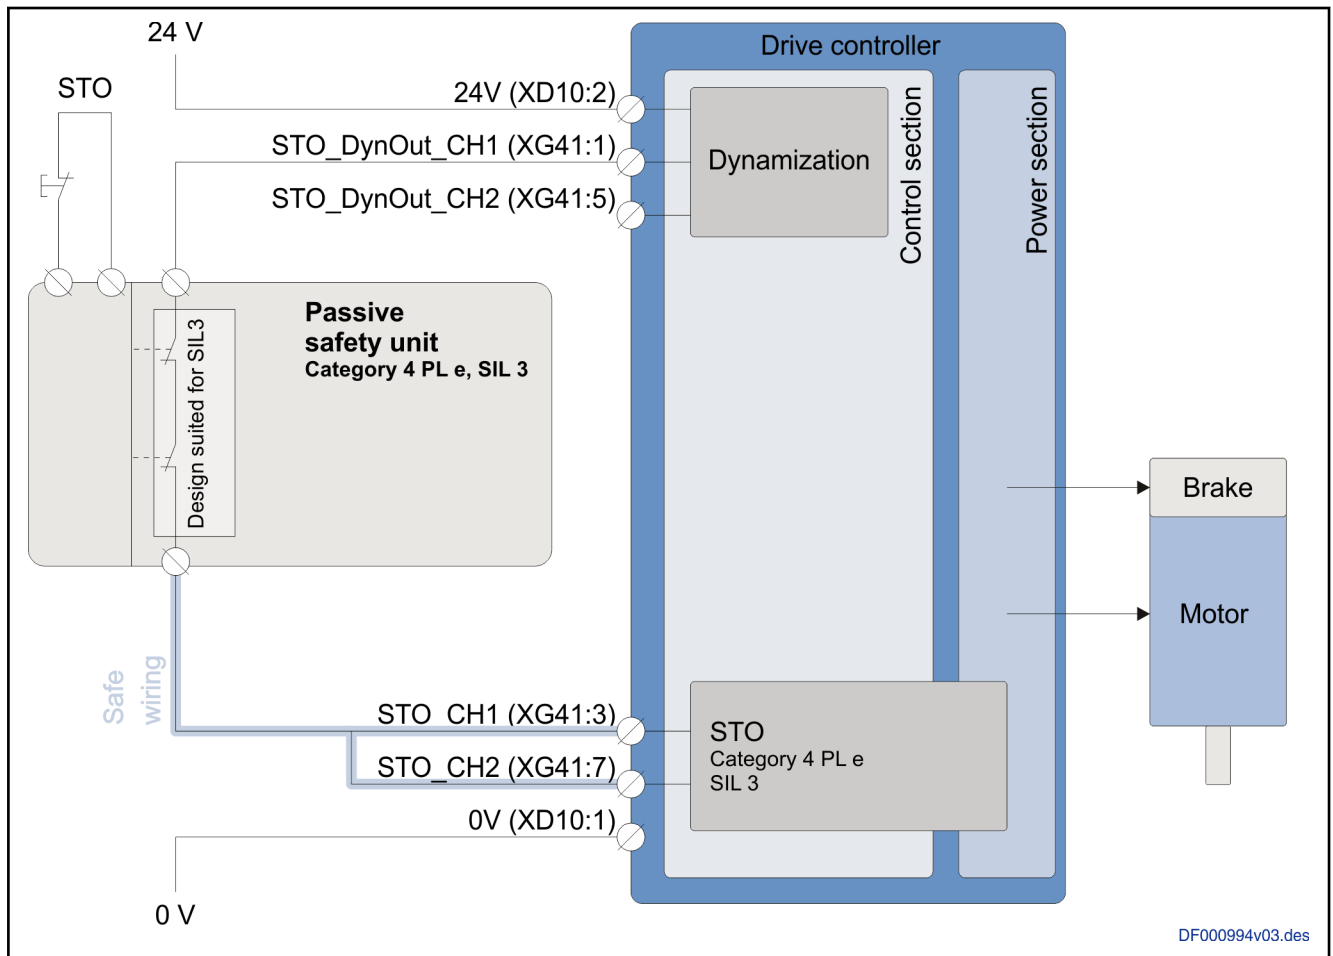 24 V
Drive controller
STO
24V (XD10:2)
STO_DynOut_CH1 (XG41:1)
STO_DynOut_CH2 (XG41:5)
Dynamization
Control section
Power section
Passive
safety unit
Category 4 PL e, SIL 3
Design suited for SIL3
Brake
Motor
Safe
wiring
STO_CH1 (XG41:3)
STO_CH2 (XG41:7)
STO
Category 4 PL e
SIL 3
0V (XD10:1)
0 V
DF000994v03.des